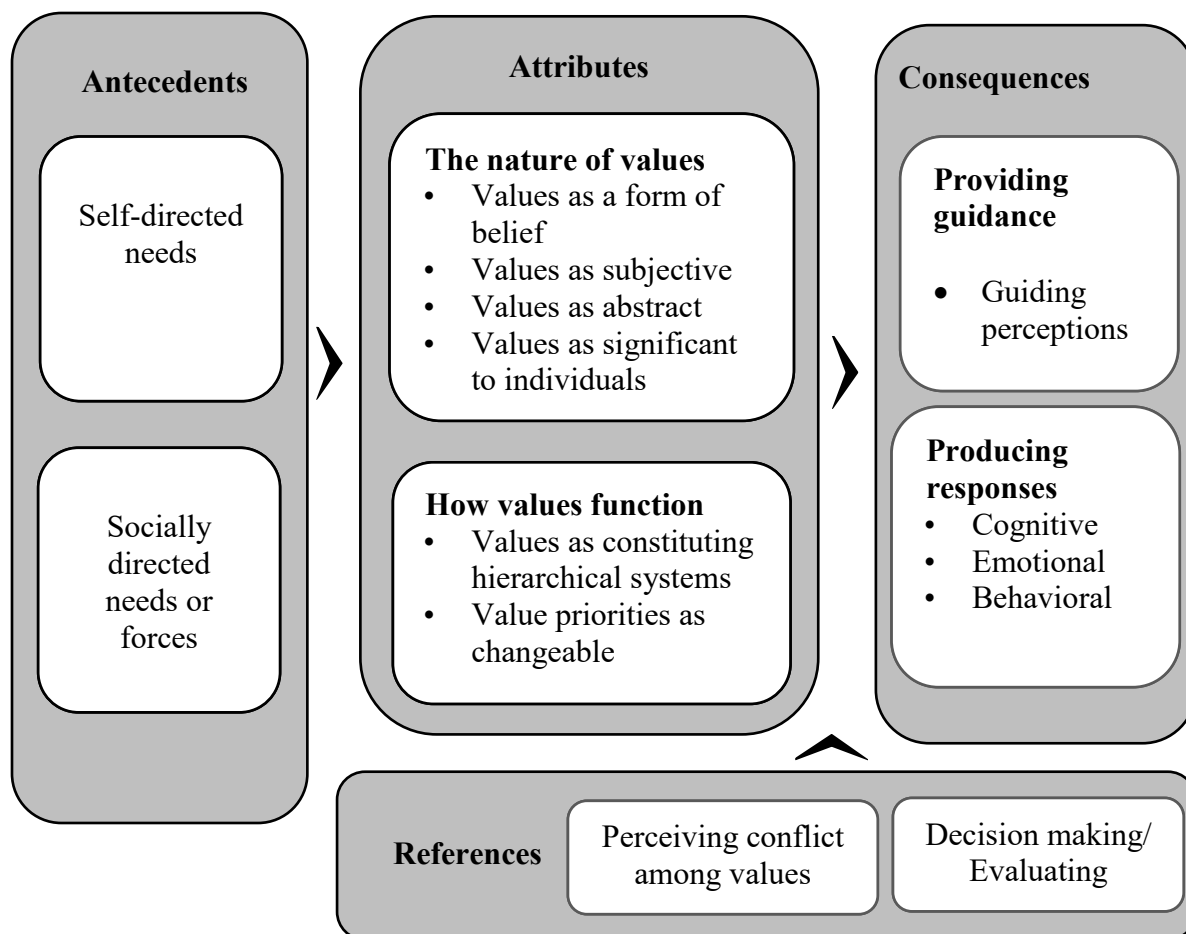 Antecedents
Self-directed
needs
Socially
directed
needs or
forces
Attributes
The nature of values
• Values as a form of
belief
• Values as subjective
• Values as abstract
• Values as significant
to individuals
How values function
• Values as constituting
hierarchical systems
• Value priorities as
changeable
Consequences
Providing
guidance
• Guiding
perceptions
Producing
responses
• Cognitive
• Emotional
• Behavioral
References
Perceiving conflict
among values
Decision making/
Evaluating